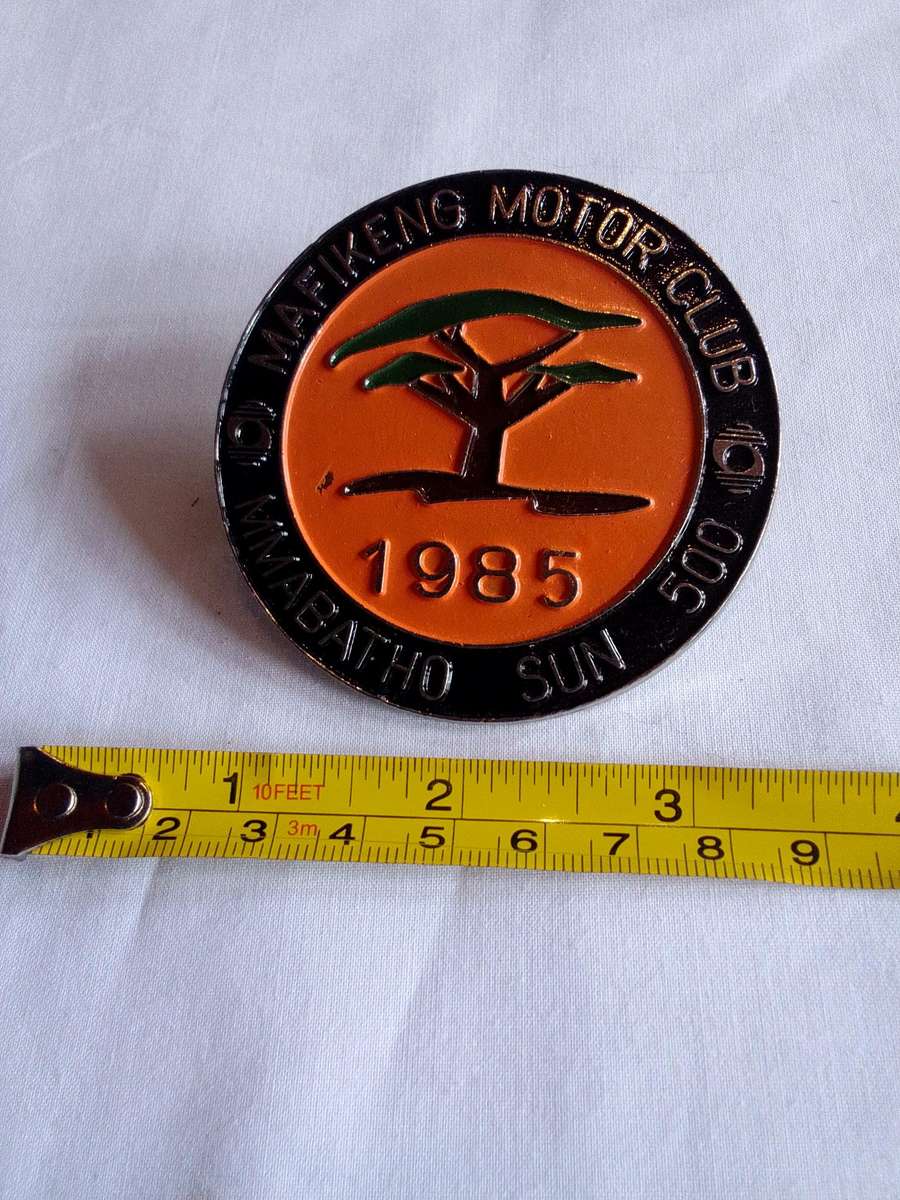 MAFIKENG MOTOR CLUB
1985
MMABATHO SUN 500
1 10FEET 2 3
1 2 3 3m 4 5 6 7 8 9